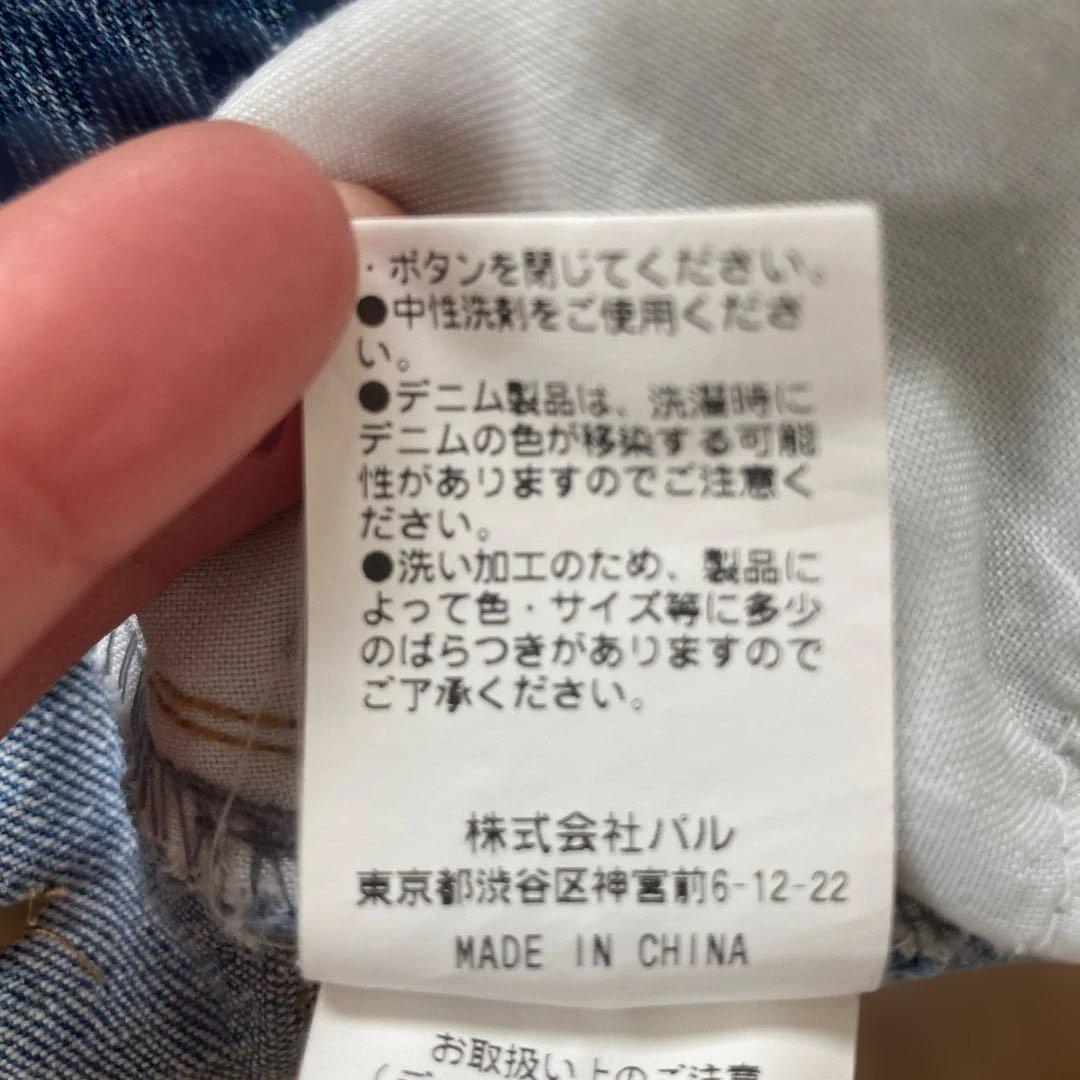 ・ボタンを閉じてください。
●中性洗剤をご使用くださ
い。
●デニム製品は、洗濯時に
デニムの色が移染する可能
性がありますのでご注意く
ださい。
●洗い加工のため、製品に
よって色・サイズ等に多少
のばらつきがありますので
ご了承ください。
株式会社パル
東京都渋谷区神宮前6-12-22
MADE IN CHINA
お取扱い上のご注意